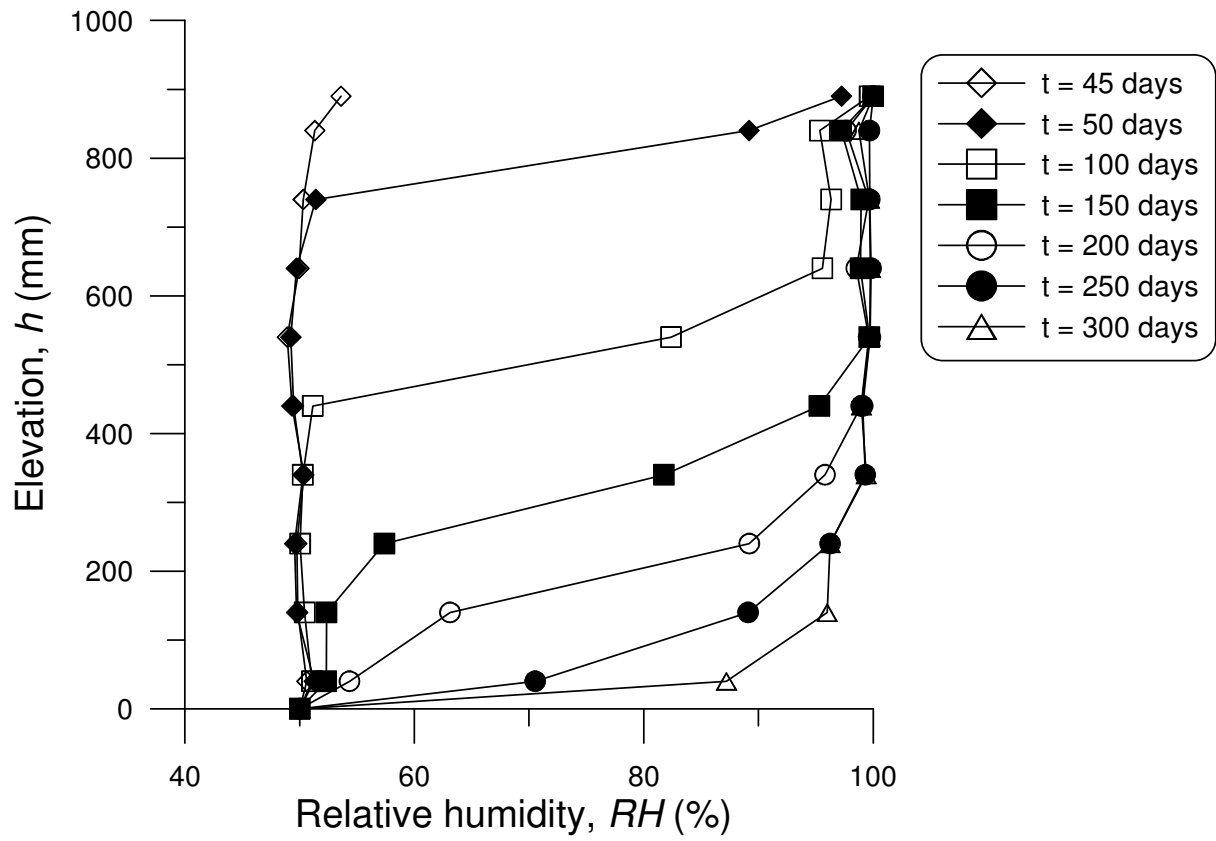 1000
800
600
400
200
0
Elevation, h (mm)
40 60 80 100
Relative humidity, RH (%)
t = 45 days
t = 50 days
t = 100 days
t = 150 days
t = 200 days
t = 250 days
t = 300 days